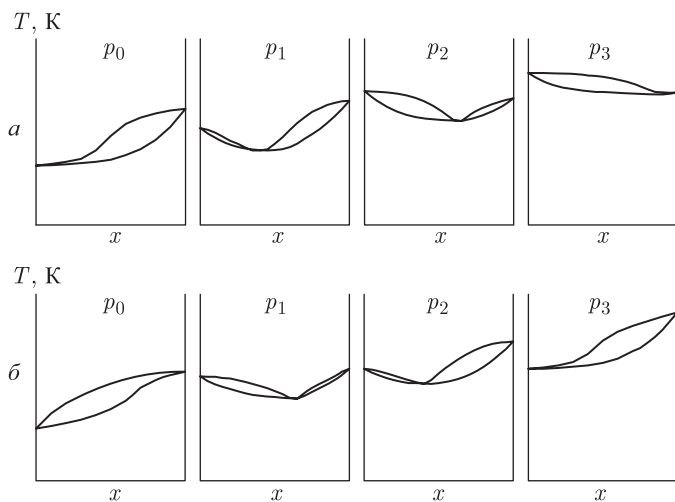 T, К
p0 p1 p2 p3
а
x x x x
T, К
p0 p1 p2 p3
б
x x x x